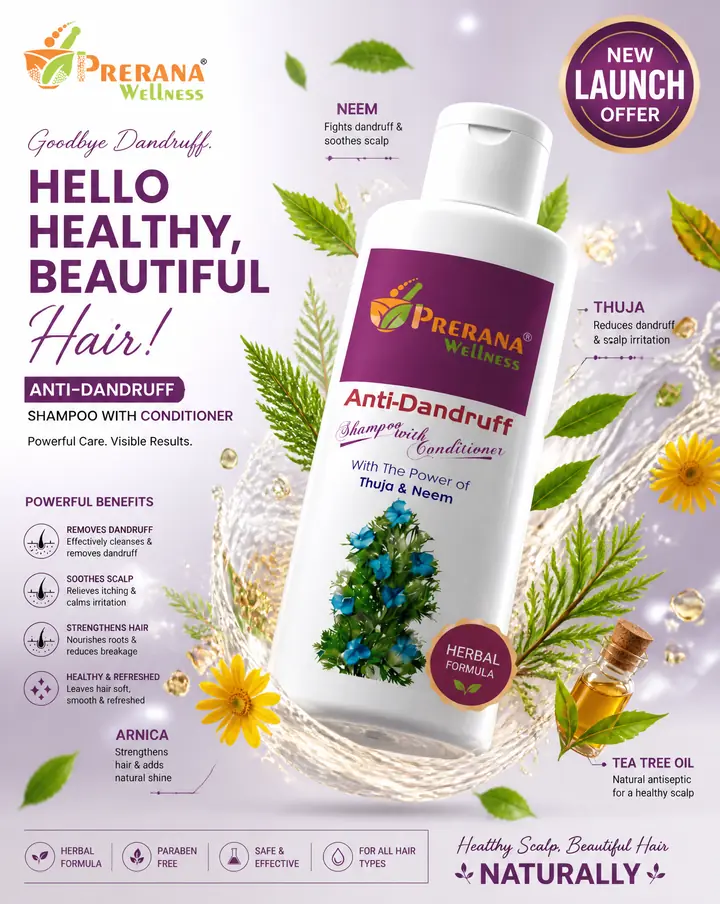 PRERANA®
Wellness
NEW
LAUNCH
OFFER
Goodbye Dandruff.
HELLO
HEALTHY,
BEAUTIFUL
Hair!
ANTI-DANDRUFF
SHAMPOO WITH CONDITIONER
Powerful Care. Visible Results.
NEEM
Fights dandruff &
soothes scalp
THUJA
Reduces dandruff
& scalp irritation
PRERANA®
Wellness
Anti-Dandruff
Shampoo with
Conditioner
With The Power of
Thuja & Neem
HERBAL
FORMULA
POWERFUL BENEFITS
REMOVES DANDRUFF
Effectively cleanses &
removes dandruff
SOOTHES SCALP
Relieves itching &
calms irritation
STRENGTHENS HAIR
Nourishes roots &
reduces breakage
HEALTHY & REFRESHED
Leaves hair soft,
smooth & refreshed
ARNICA
Strengthens
hair & adds
natural shine
TEA TREE OIL
Natural antiseptic
for a healthy scalp
HERBAL
FORMULA
PARABEN
FREE
SAFE &
EFFECTIVE
FOR ALL HAIR
TYPES
Healthy Scalp, Beautiful Hair
NATURALLY